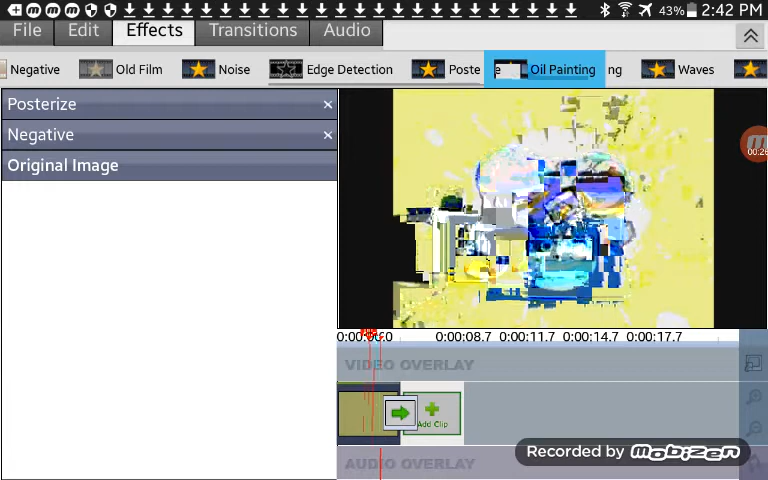 43% 2:42 PM
File Edit Effects Transitions Audio
Negative Old Film Noise Edge Detection Poste e Oil Painting ng Waves
Posterize ×
Negative ×
Original Image
00:26
0:00:08.7 0:00:11.7 0:00:14.7 0:00:17.7
VIDEO OVERLAY
Add Clip
Recorded by MOBIZEN
AUDIO OVERLAY